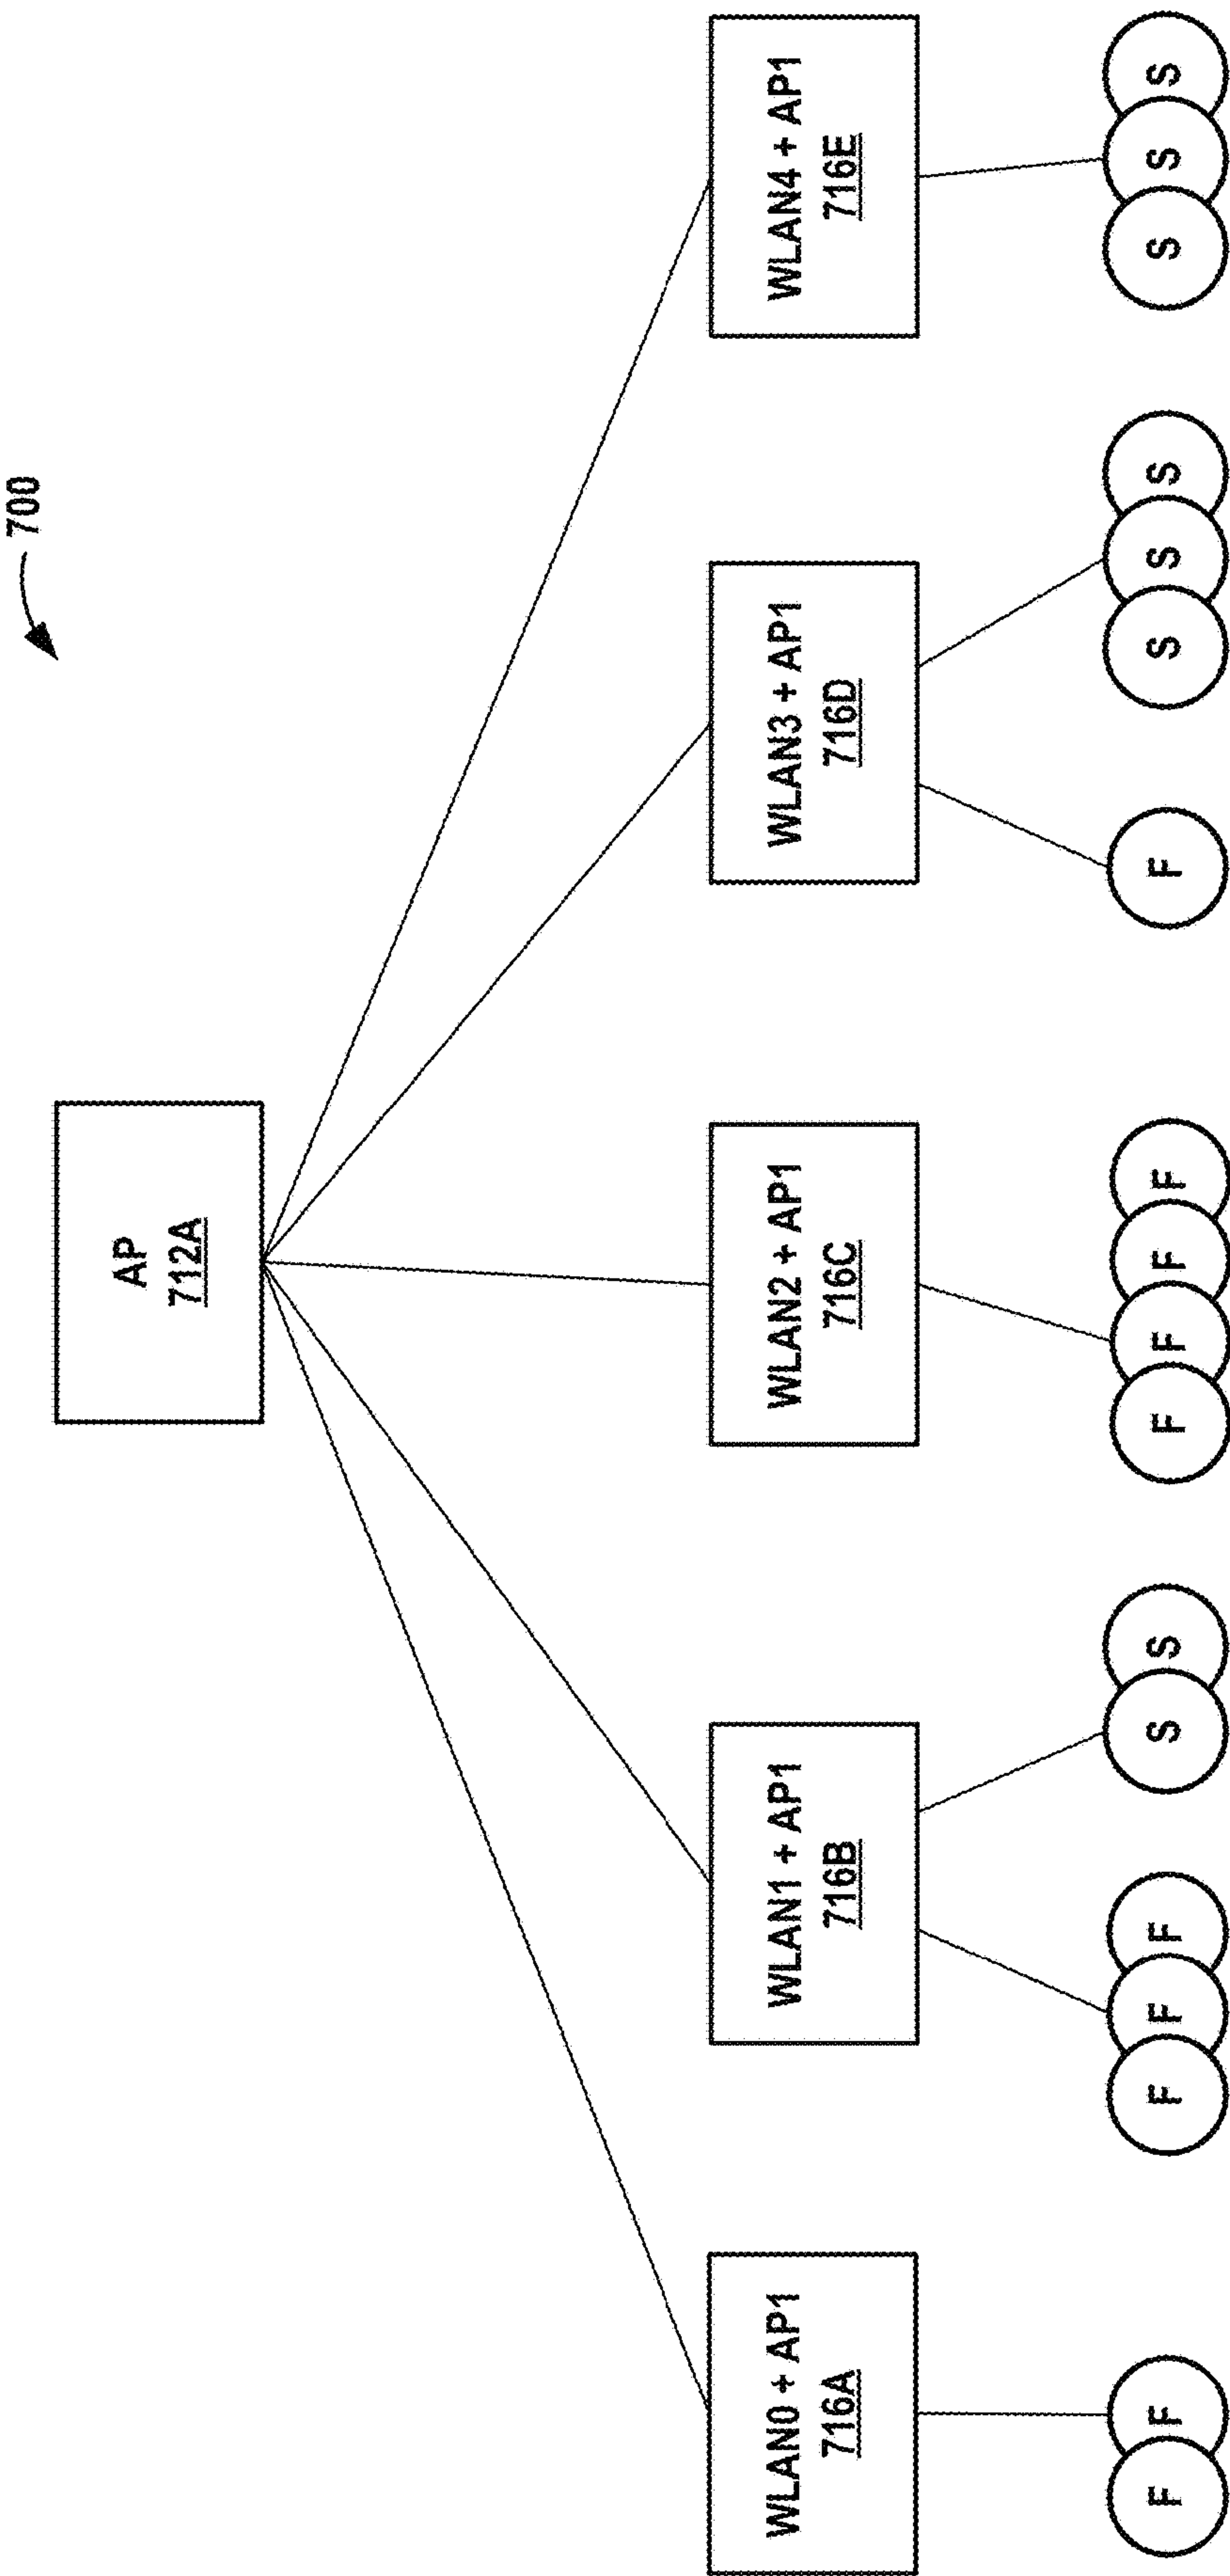 700
AP
712A
WLAN0 + AP1
716A
WLAN1 + AP1
716B
WLAN2 + AP1
716C
WLAN3 + AP1
716D
WLAN4 + AP1
716E
F F
F F F
S S
F F F F
F
S S S
S S S